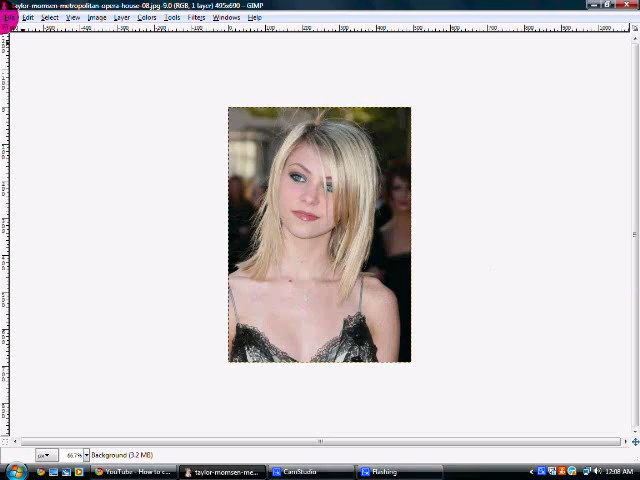 taylor-momsen-metropolitan-opera-house-08.jpg-9.0 (RGB, 1 layer) 495x690 – GIMP
File Edit Select View Image Layer Colors Tools Filters Windows Help
px 66.7% Background (3.2 MB)
YouTube - How to c... taylor-momsen-me... CamStudio Flashing 12:08 AM